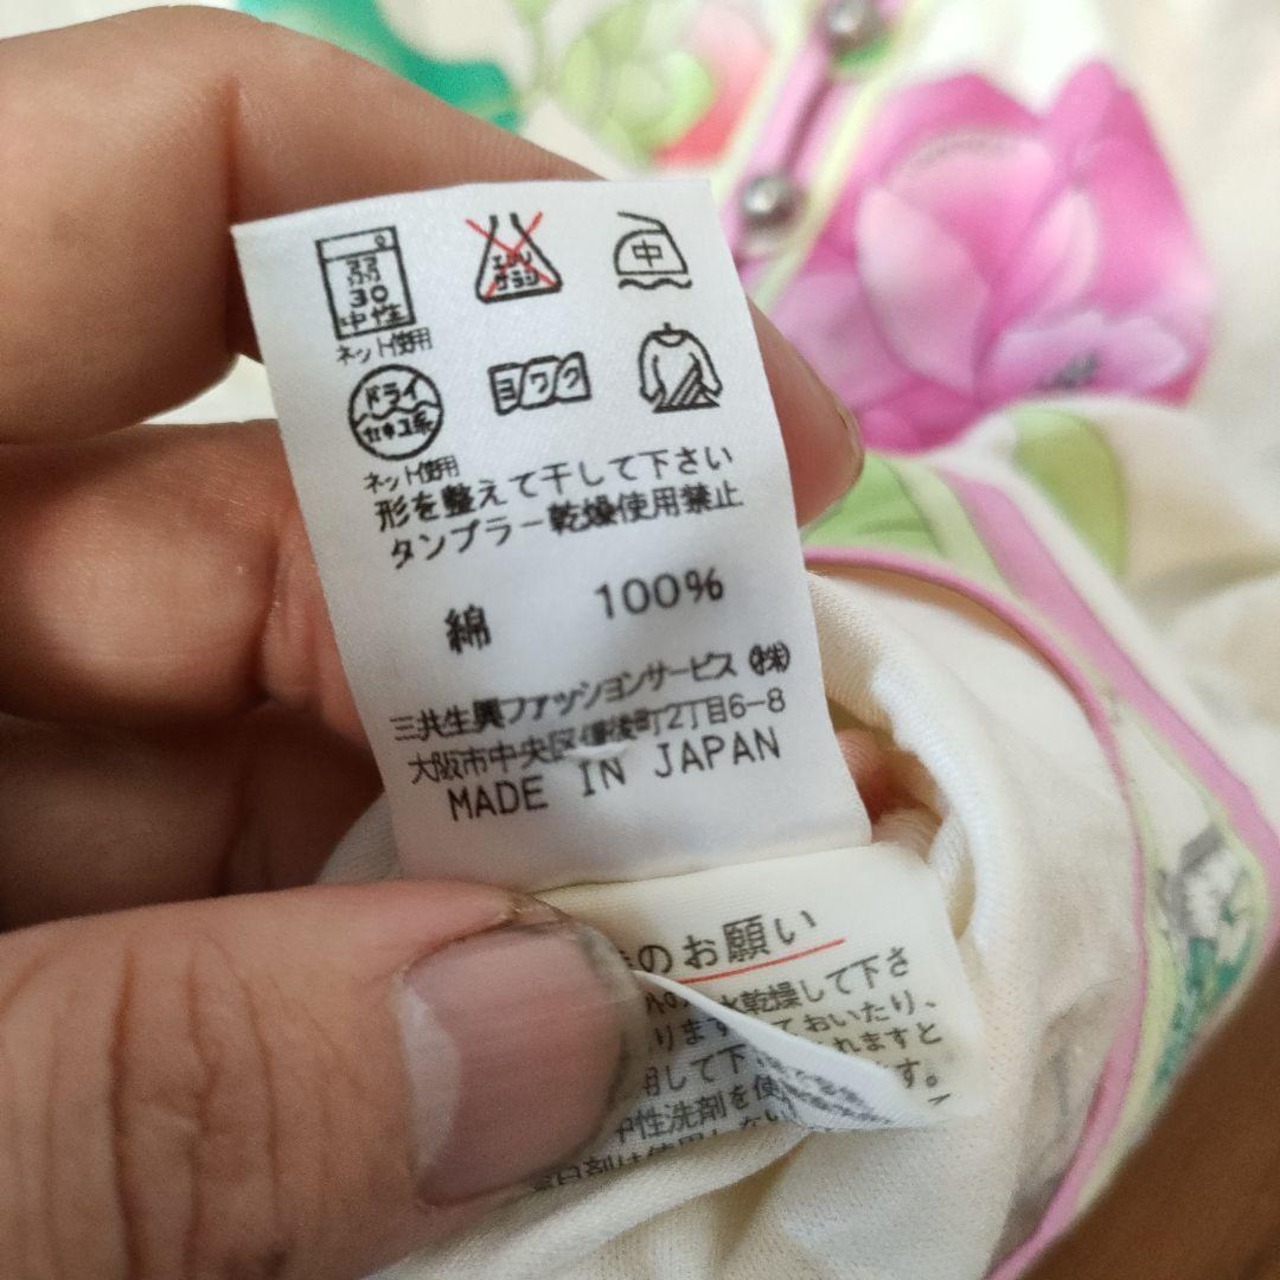 弱
30
中性
ネット使用
エンソ
サラシ
中
ドライ
セキユ系
ネット使用
ヨワク
形を整えて干して下さい
タンブラー乾燥使用禁止
綿 100%
三共生興ファッションサービス(株)
大阪市中央区備後町2丁目6-8
MADE IN JAPAN
のお願い
水乾燥して下さ
ります ておいたり、
れますと
用して下 す。
中性洗剤を使